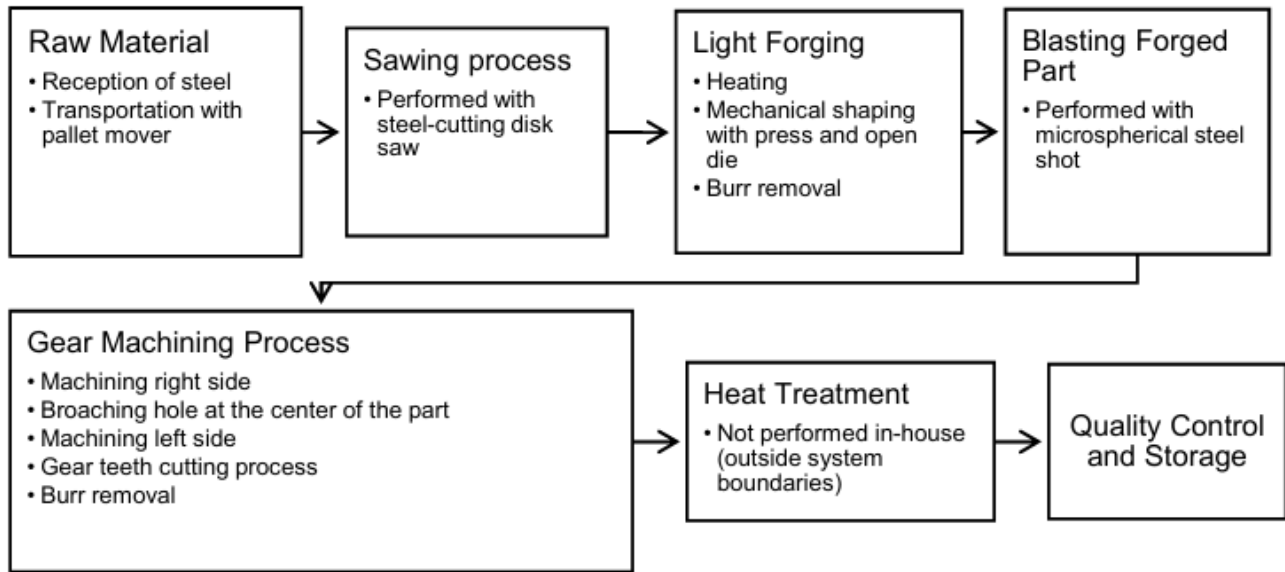 Raw Material
• Reception of steel
• Transportation with
pallet mover
Sawing process
• Performed with
steel-cutting disk
saw
Light Forging
• Heating
• Mechanical shaping
with press and open
die
• Burr removal
Blasting Forged
Part
• Performed with
microspherical steel
shot
Gear Machining Process
• Machining right side
• Broaching hole at the center of the part
• Machining left side
• Gear teeth cutting process
• Burr removal
Heat Treatment
• Not performed in-house
(outside system
boundaries)
Quality Control
and Storage